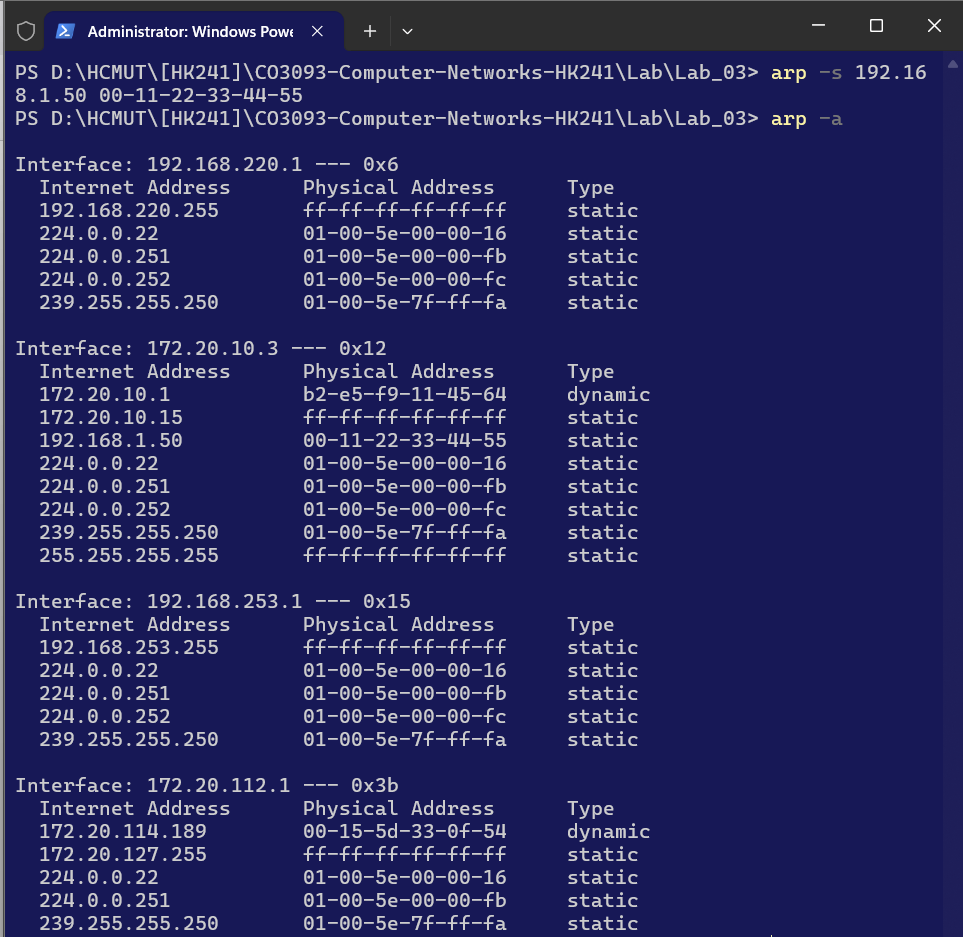 Administrator: Windows Powe
PS D:\HCMUT\[HK241]\CO3093-Computer-Networks-HK241\Lab\Lab_03> arp -s 192.16
8.1.50 00-11-22-33-44-55
PS D:\HCMUT\[HK241]\CO3093-Computer-Networks-HK241\Lab\Lab_03> arp -a
Interface: 192.168.220.1 --- 0x6
Internet Address Physical Address Type
192.168.220.255 ff-ff-ff-ff-ff-ff static
224.0.0.22 01-00-5e-00-00-16 static
224.0.0.251 01-00-5e-00-00-fb static
224.0.0.252 01-00-5e-00-00-fc static
239.255.255.250 01-00-5e-7f-ff-fa static
Interface: 172.20.10.3 --- 0x12
Internet Address Physical Address Type
172.20.10.1 b2-e5-f9-11-45-64 dynamic
172.20.10.15 ff-ff-ff-ff-ff-ff static
192.168.1.50 00-11-22-33-44-55 static
224.0.0.22 01-00-5e-00-00-16 static
224.0.0.251 01-00-5e-00-00-fb static
224.0.0.252 01-00-5e-00-00-fc static
239.255.255.250 01-00-5e-7f-ff-fa static
255.255.255.255 ff-ff-ff-ff-ff-ff static
Interface: 192.168.253.1 --- 0x15
Internet Address Physical Address Type
192.168.253.255 ff-ff-ff-ff-ff-ff static
224.0.0.22 01-00-5e-00-00-16 static
224.0.0.251 01-00-5e-00-00-fb static
224.0.0.252 01-00-5e-00-00-fc static
239.255.255.250 01-00-5e-7f-ff-fa static
Interface: 172.20.112.1 --- 0x3b
Internet Address Physical Address Type
172.20.114.189 00-15-5d-33-0f-54 dynamic
172.20.127.255 ff-ff-ff-ff-ff-ff static
224.0.0.22 01-00-5e-00-00-16 static
224.0.0.251 01-00-5e-00-00-fb static
239.255.255.250 01-00-5e-7f-ff-fa static